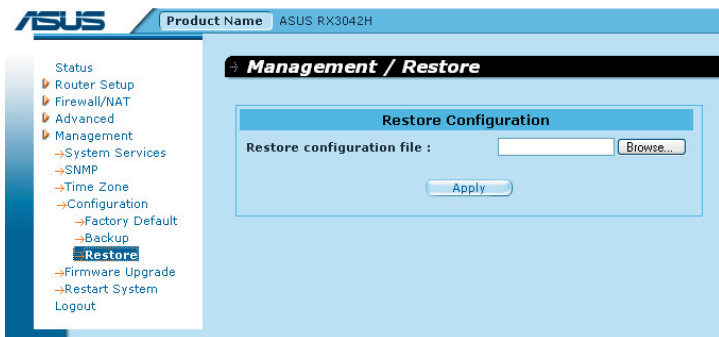 ASUS
Product Name ASUS RX3042H
Status
Router Setup
Firewall/NAT
Advanced
Management
→System Services
→SNMP
→Time Zone
→Configuration
→Factory Default
→Backup
→Restore
→Firmware Upgrade
→Restart System
Logout
Management / Restore
Restore Configuration
Restore configuration file : Browse...
Apply